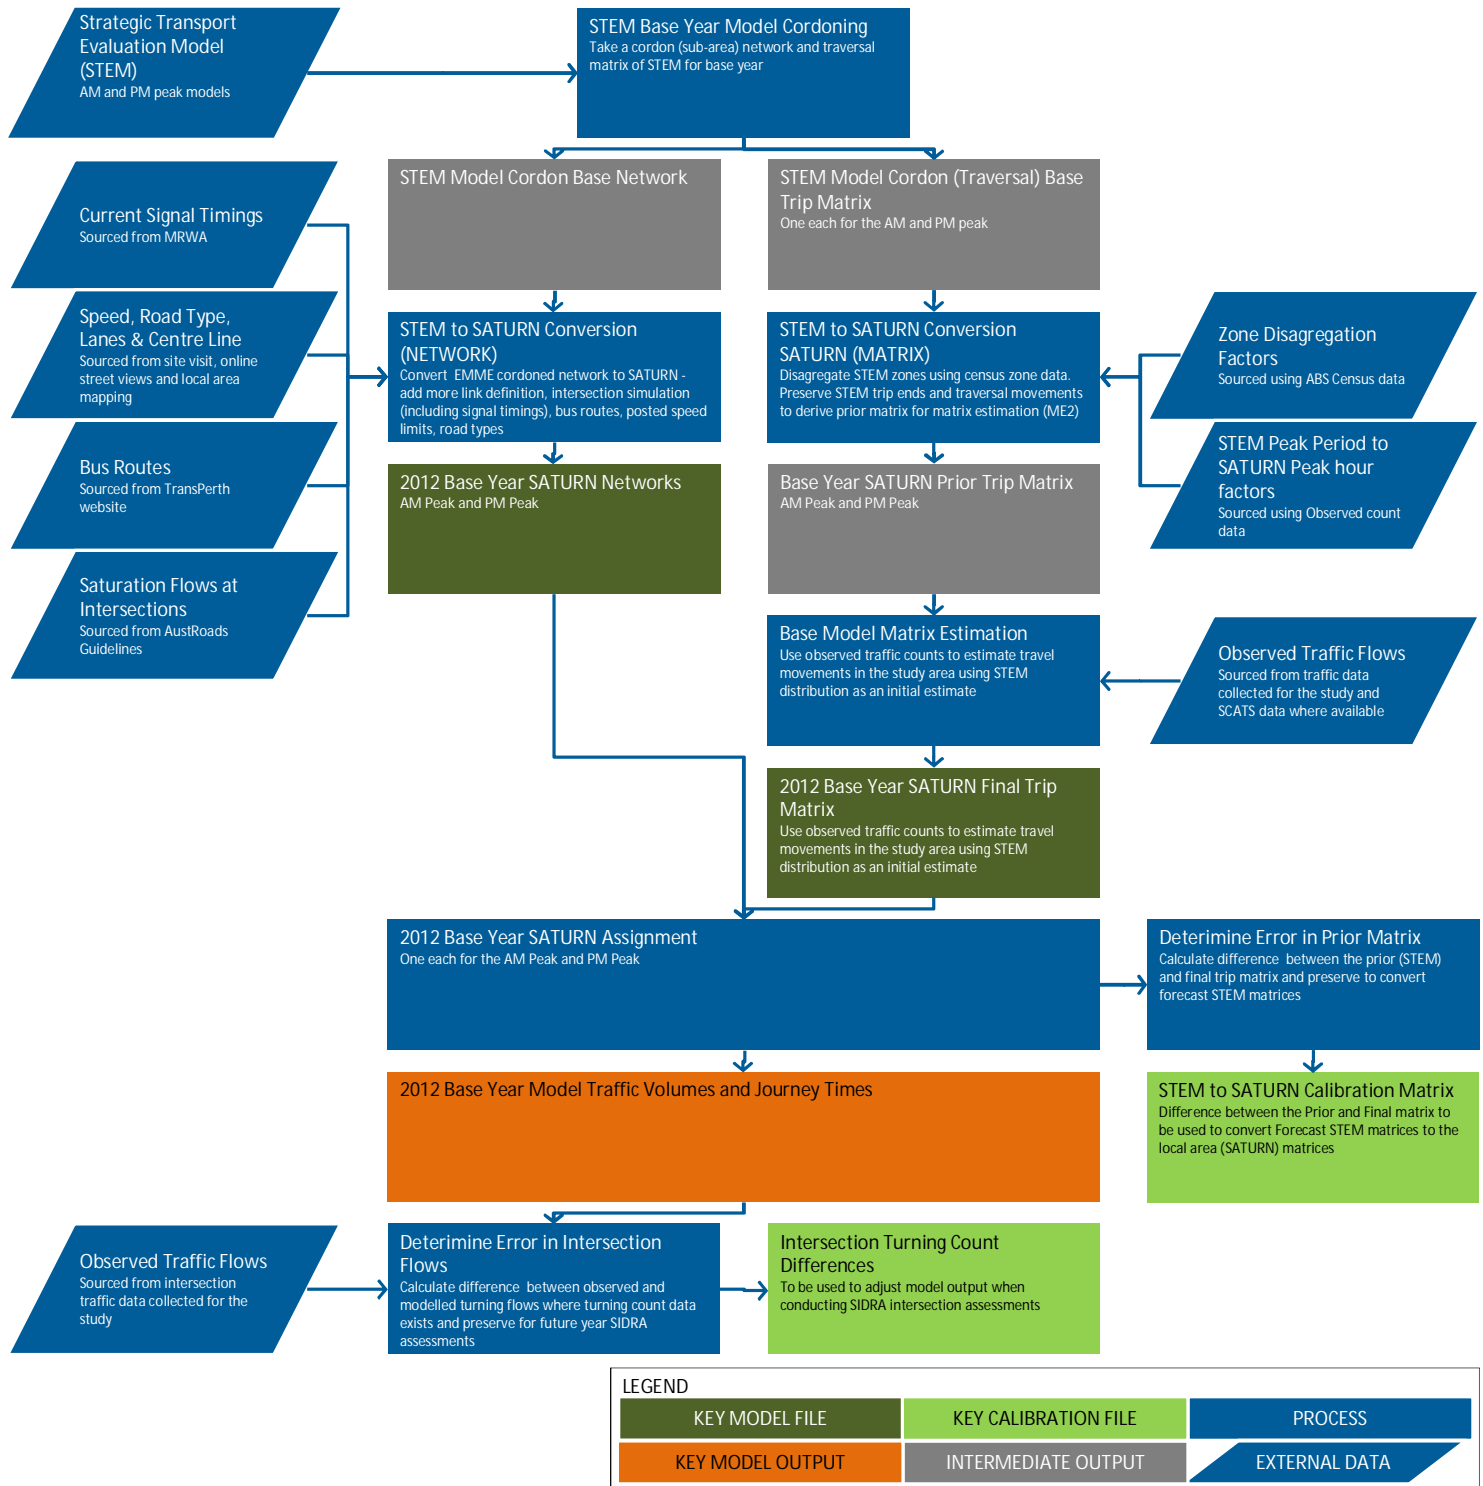 Strategic Transport
Evaluation Model
(STEM)
AM and PM peak models
STEM Base Year Model Cordoning
Take a cordon (sub-area) network and traversal
matrix of STEM for base year
STEM Model Cordon Base Network
STEM Model Cordon (Traversal) Base
Trip Matrix
One each for the AM and PM peak
Current Signal Timings
Sourced from MRWA
Speed, Road Type,
Lanes & Centre Line
Sourced from site visit, online
street views and local area
mapping
Bus Routes
Sourced from TransPerth
website
Saturation Flows at
Intersections
Sourced from AustRoads
Guidelines
STEM to SATURN Conversion
(NETWORK)
Convert EMME cordoned network to SATURN -
add more link definition, intersection simulation
(including signal timings), bus routes, posted speed
limits, road types
STEM to SATURN Conversion
SATURN (MATRIX)
Disagregate STEM zones using census zone data.
Preserve STEM trip ends and traversal movements
to derive prior matrix for matrix estimation (ME2)
Zone Disagregation
Factors
Sourced using ABS Census data
STEM Peak Period to
SATURN Peak hour
factors
Sourced using Observed count
data
2012 Base Year SATURN Networks
AM Peak and PM Peak
Base Year SATURN Prior Trip Matrix
AM Peak and PM Peak
Base Model Matrix Estimation
Use observed traffic counts to estimate travel
movements in the study area using STEM
distribution as an initial estimate
Observed Traffic Flows
Sourced from traffic data
collected for the study and
SCATS data where available
2012 Base Year SATURN Final Trip
Matrix
Use observed traffic counts to estimate travel
movements in the study area using STEM
distribution as an initial estimate
2012 Base Year SATURN Assignment
One each for the AM Peak and PM Peak
Deterimine Error in Prior Matrix
Calculate difference between the prior (STEM)
and final trip matrix and preserve to convert
forecast STEM matrices
2012 Base Year Model Traffic Volumes and Journey Times
STEM to SATURN Calibration Matrix
Difference between the Prior and Final matrix to
be used to convert Forecast STEM matrices to the
local area (SATURN) matrices
Observed Traffic Flows
Sourced from intersection
traffic data collected for the
study
Deterimine Error in Intersection
Flows
Calculate difference between observed and
modelled turning flows where turning count data
exists and preserve for future year SIDRA
assessments
Intersection Turning Count
Differences
To be used to adjust model output when
conducting SIDRA intersection assessments
LEGEND
KEY MODEL FILE
KEY CALIBRATION FILE
PROCESS
KEY MODEL OUTPUT
INTERMEDIATE OUTPUT
EXTERNAL DATA